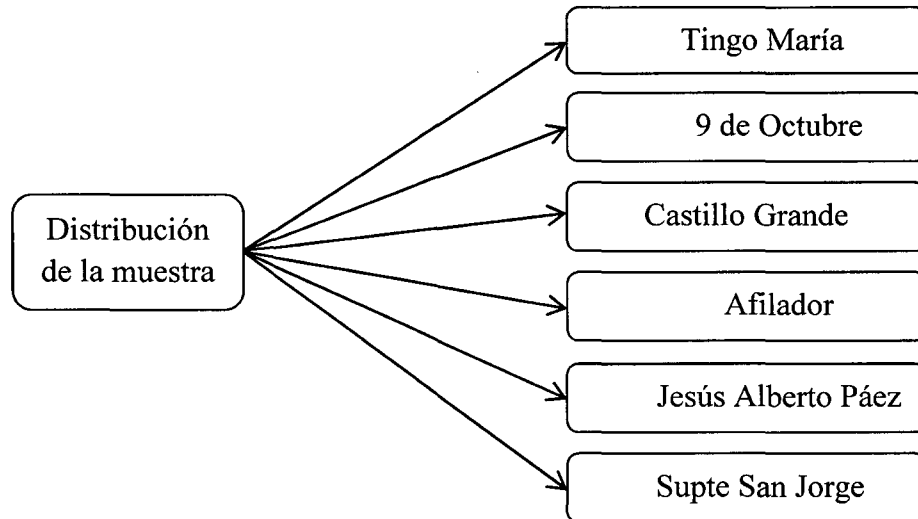 Distribución
de la muestra
Tingo María
9 de Octubre
Castillo Grande
Afilador
Jesús Alberto Páez
Supte San Jorge